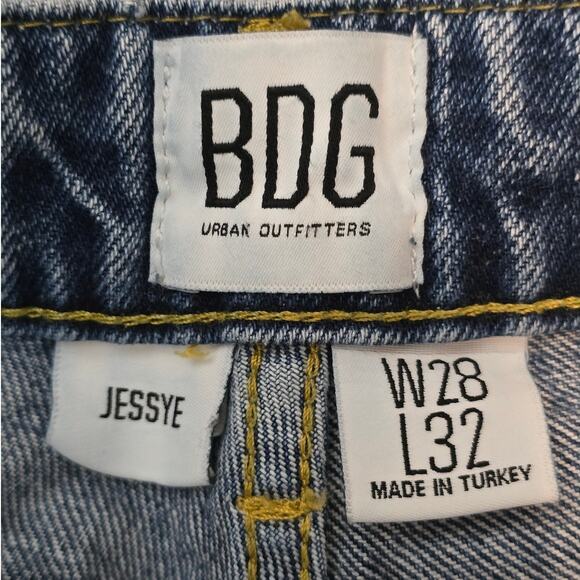 BDG
URBAN OUTFITTERS
JESSYE
W28
L32
MADE IN TURKEY